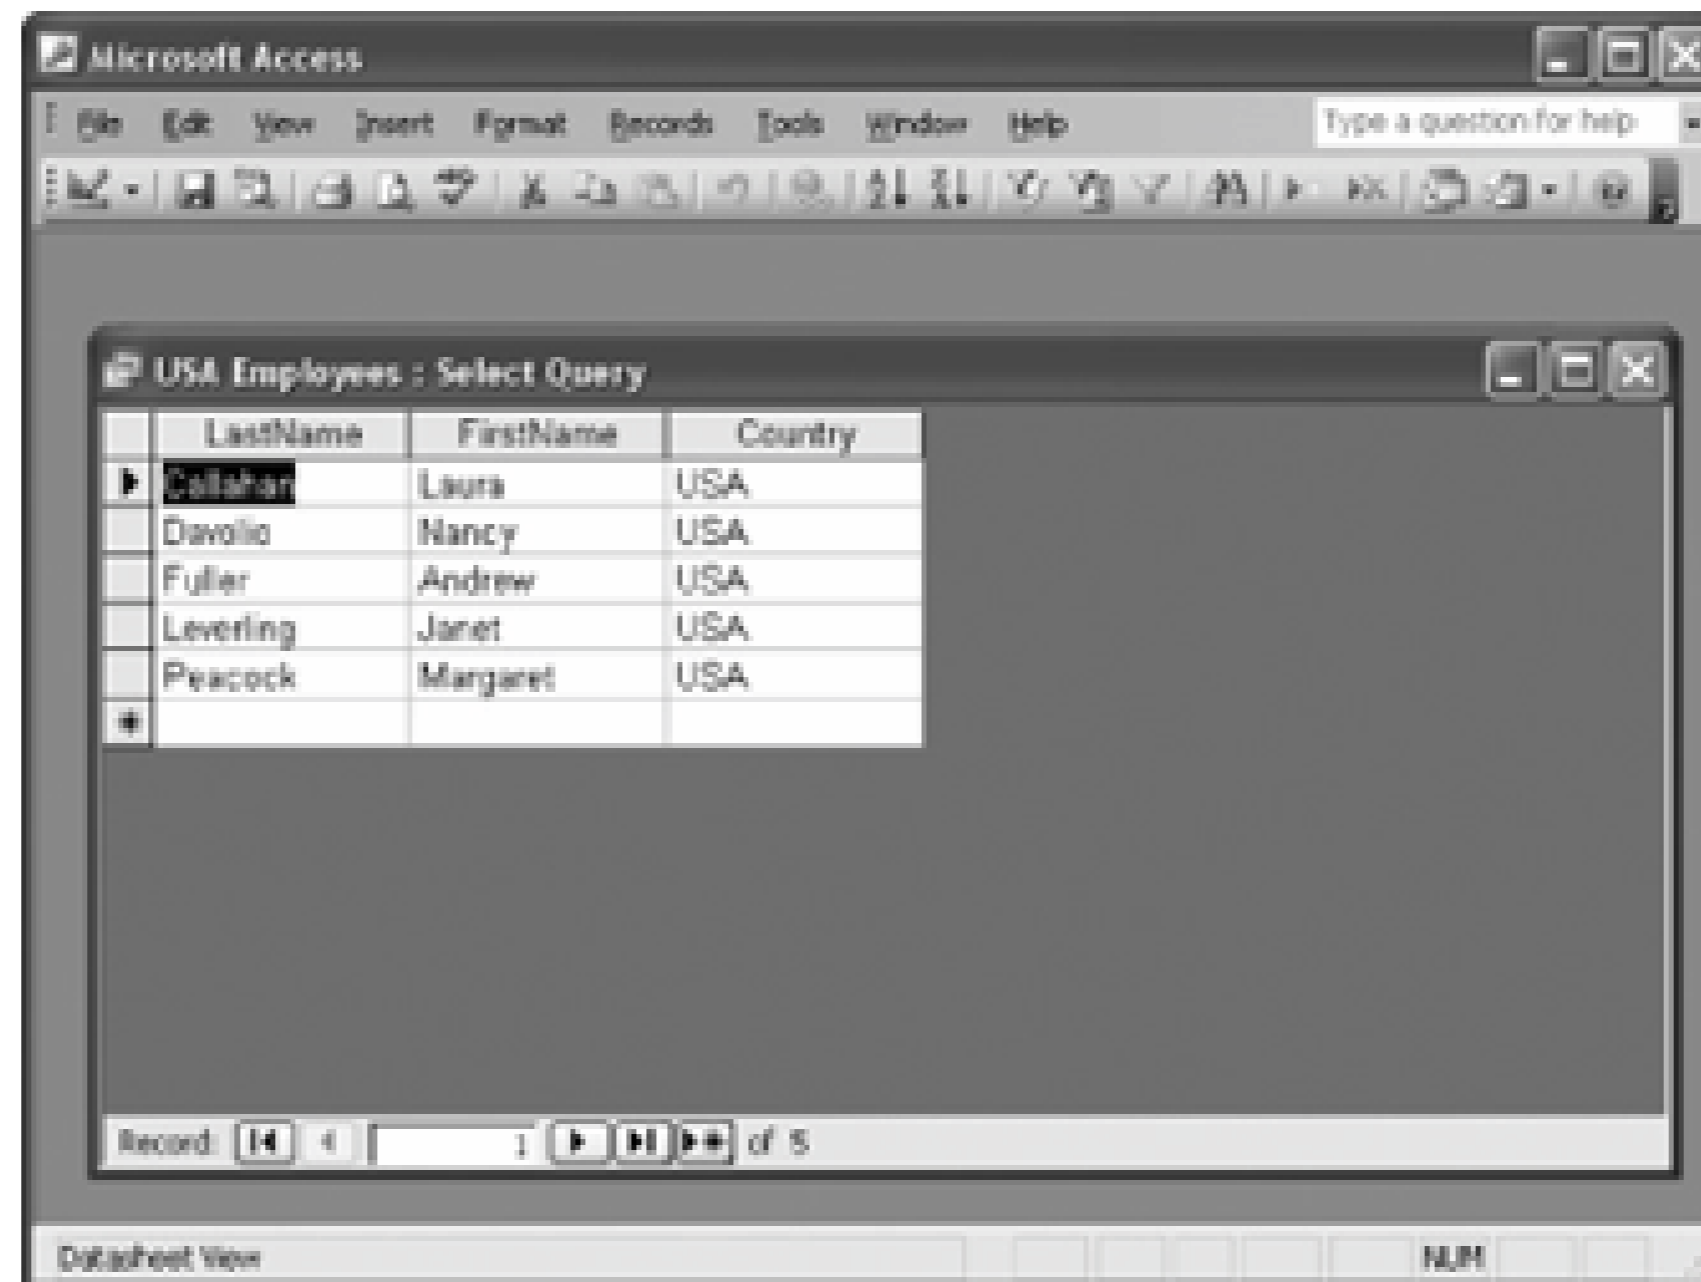 Microsoft Access
File Edit View Insert Format Records Tools Window Help Type a question for help
USA Employees : Select Query
LastName FirstName Country
Callahan Laura USA
Davolio Nancy USA
Fuller Andrew USA
Leverling Janet USA
Peacock Margaret USA
Record: 1 of 5
Datasheet View NUM